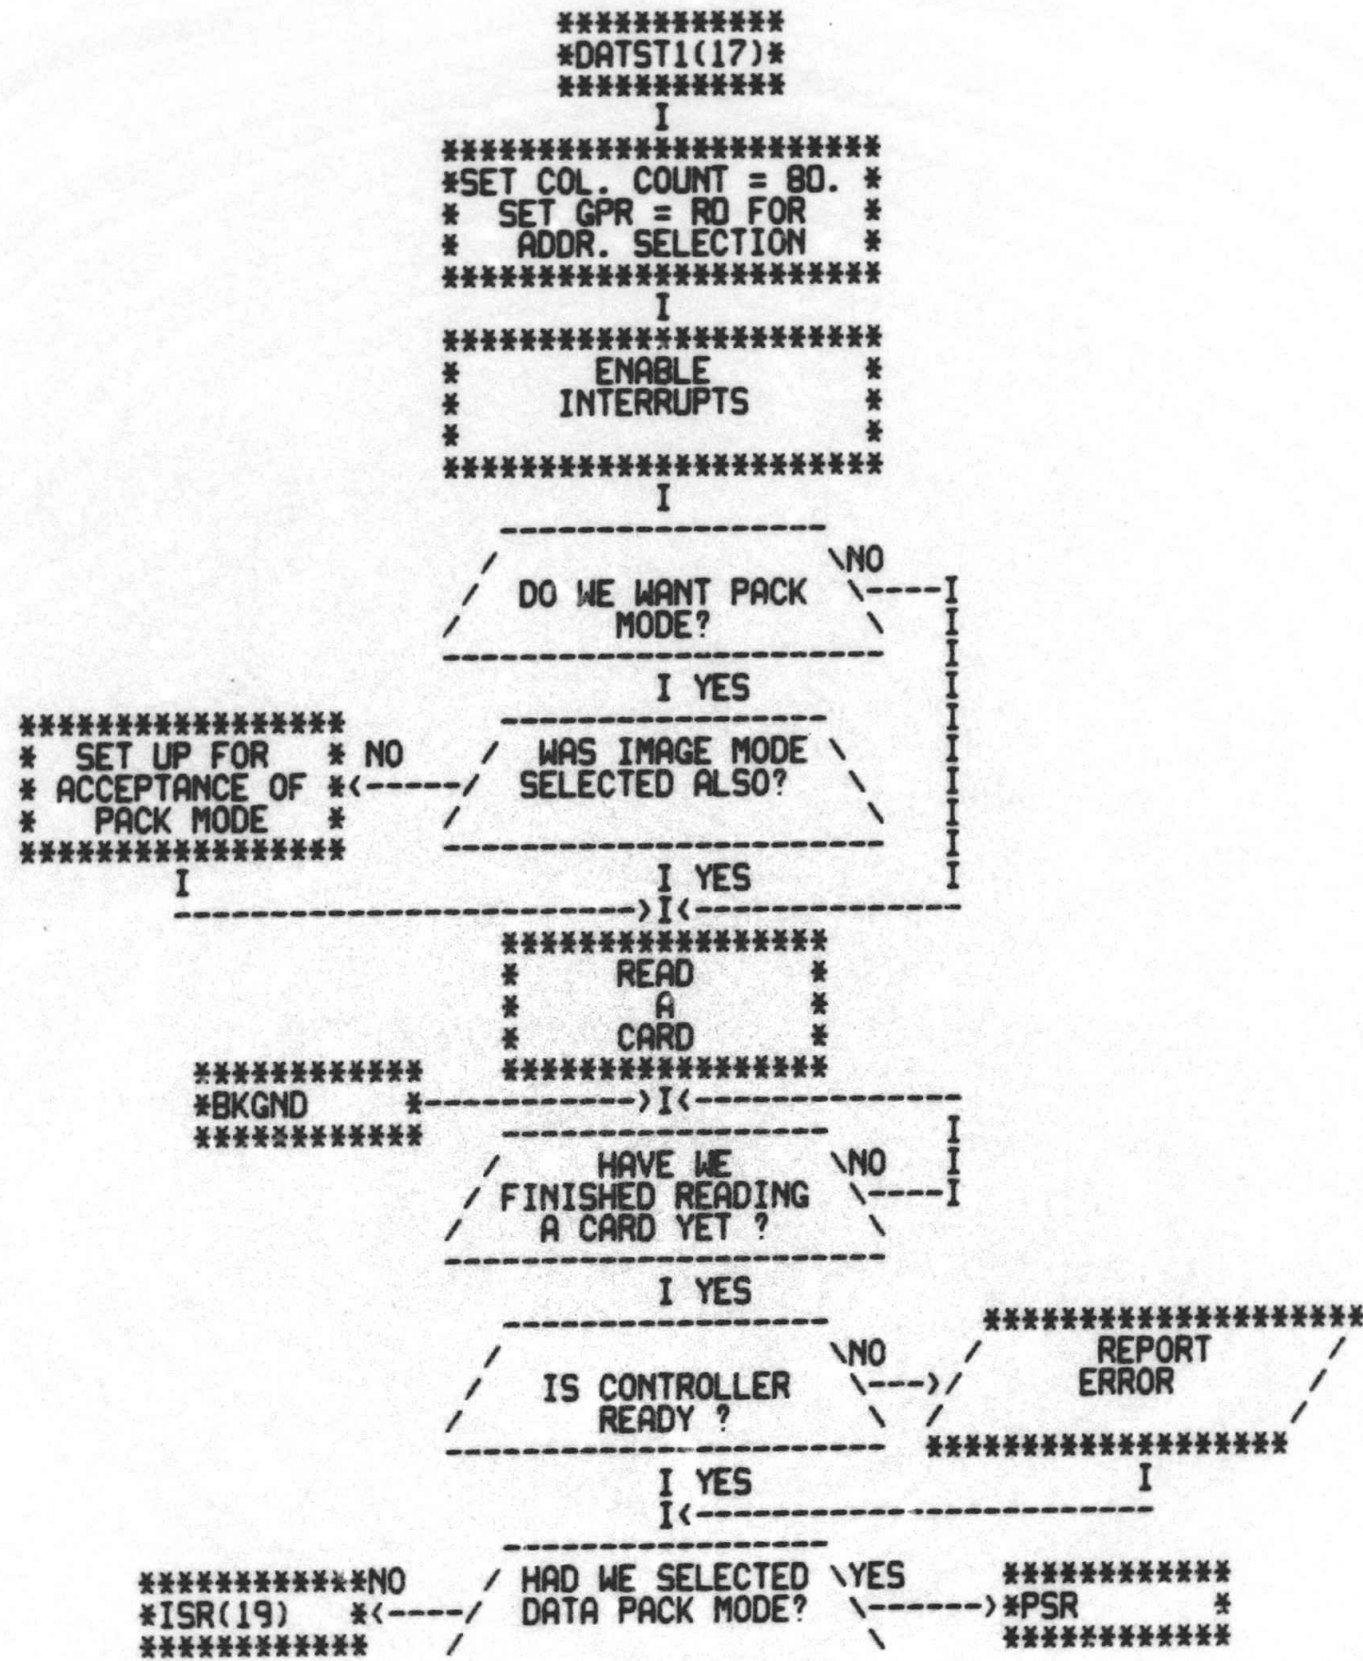 ************
*DATST1(17)*
************
I
***********************
*SET COL. COUNT = 80. *
*  SET GPR = RD FOR   *
*   ADDR. SELECTION   *
***********************
I
***********************
*       ENABLE        *
*     INTERRUPTS      *
*                     *
***********************
I
-----------------
/                 \NO
/  DO WE WANT PACK  \----I
/        MODE?        \    I
-----------------------    I
I YES               I
*****************        -----------------         I
*  SET UP FOR   * NO    /  WAS IMAGE MODE \        I
* ACCEPTANCE OF *<-----/  SELECTED ALSO?   \       I
*   PACK MODE   *     /                     \      I
*****************     -----------------------      I
I                         I YES               I
------------------------>I<--------------
*****************
*     READ      *
*       A       *
*     CARD      *
************     *****************
*BKGND     *----------->I<--------------
************     -----------------      I
/     HAVE WE     \NO   I
/ FINISHED READING  \----I
/    A CARD YET ?     \
-----------------------
I YES
-----------------          ********************
/                 \NO    /      REPORT      /
/   IS CONTROLLER   \--->/      ERROR       /
/       READY ?       \  /                  /
-----------------------  *******************
I YES                    I
I<------------------------
-----------------
************NO    / HAD WE SELECTED \YES     ************
*ISR(19)   *<----/  DATA PACK MODE?  \------>*PSR       *
************    /                     \      ************